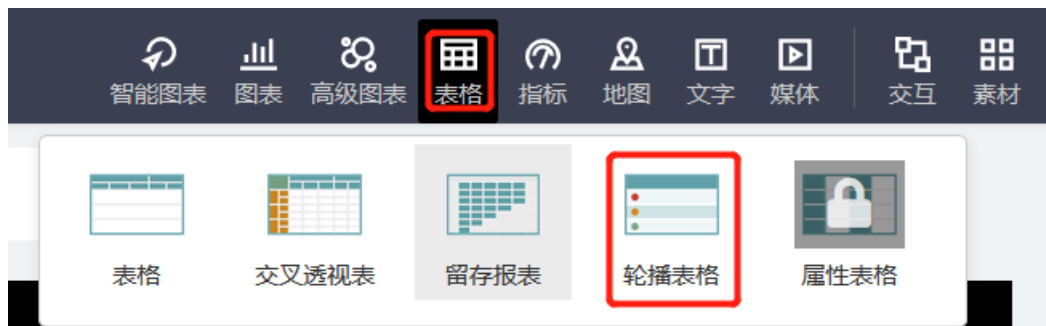 智能图表 图表 高级图表 表格 指标 地图 文字 媒体 交互 素材
表格 交叉透视表 留存报表 轮播表格 属性表格